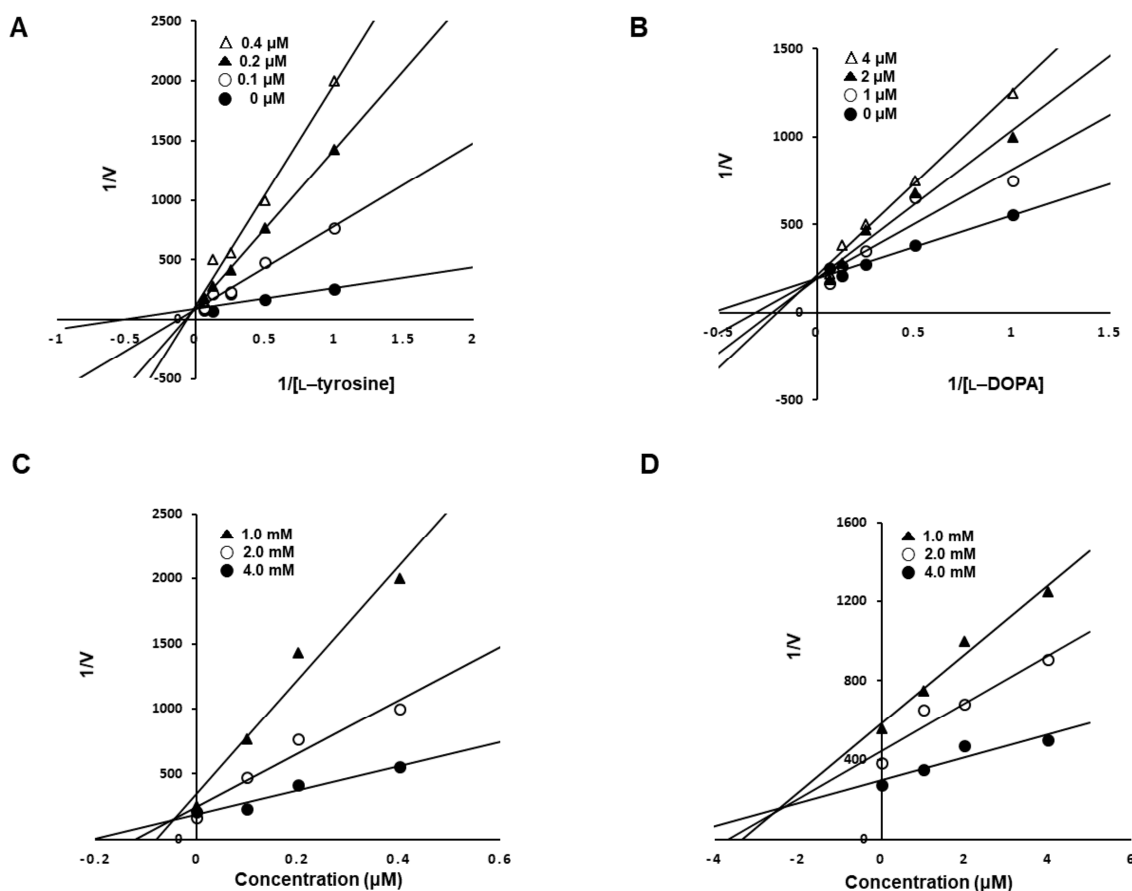 A
2500
2000
1500
1000
500
0
-500
1/V
0.4 µM
0.2 µM
0.1 µM
0 µM
-1 -0.5 0 0.5 1 1.5 2
1/[L–tyrosine]
B
1500
1000
500
0
-500
1/V
4 µM
2 µM
1 µM
0 µM
-0.5 0 0.5 1 1.5
1/[L–DOPA]
C
2500
2000
1500
1000
500
0
1/V
1.0 mM
2.0 mM
4.0 mM
-0.2 0 0.2 0.4 0.6
Concentration (µM)
D
1600
1200
800
400
0
1/V
1.0 mM
2.0 mM
4.0 mM
-4 -2 0 2 4 6
Concentration (µM)